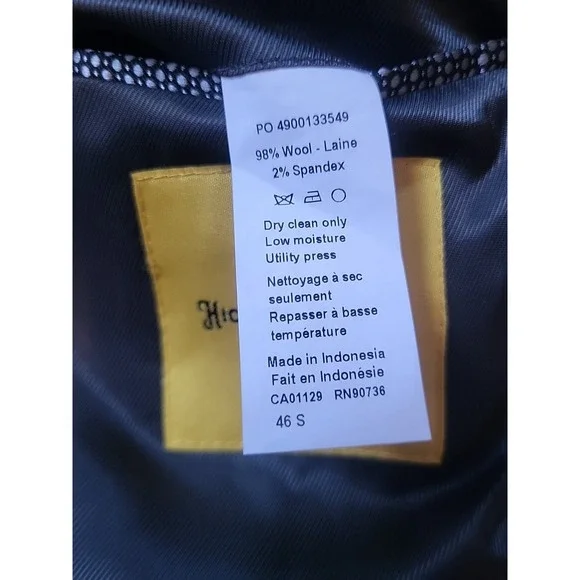 PO 4900133549
98% Wool - Laine
2% Spandex
Dry clean only
Low moisture
Utility press
Nettoyage à sec
seulement
Repasser à basse
température
Made in Indonesia
Fait en Indonésie
CA01129 RN90736
46 S